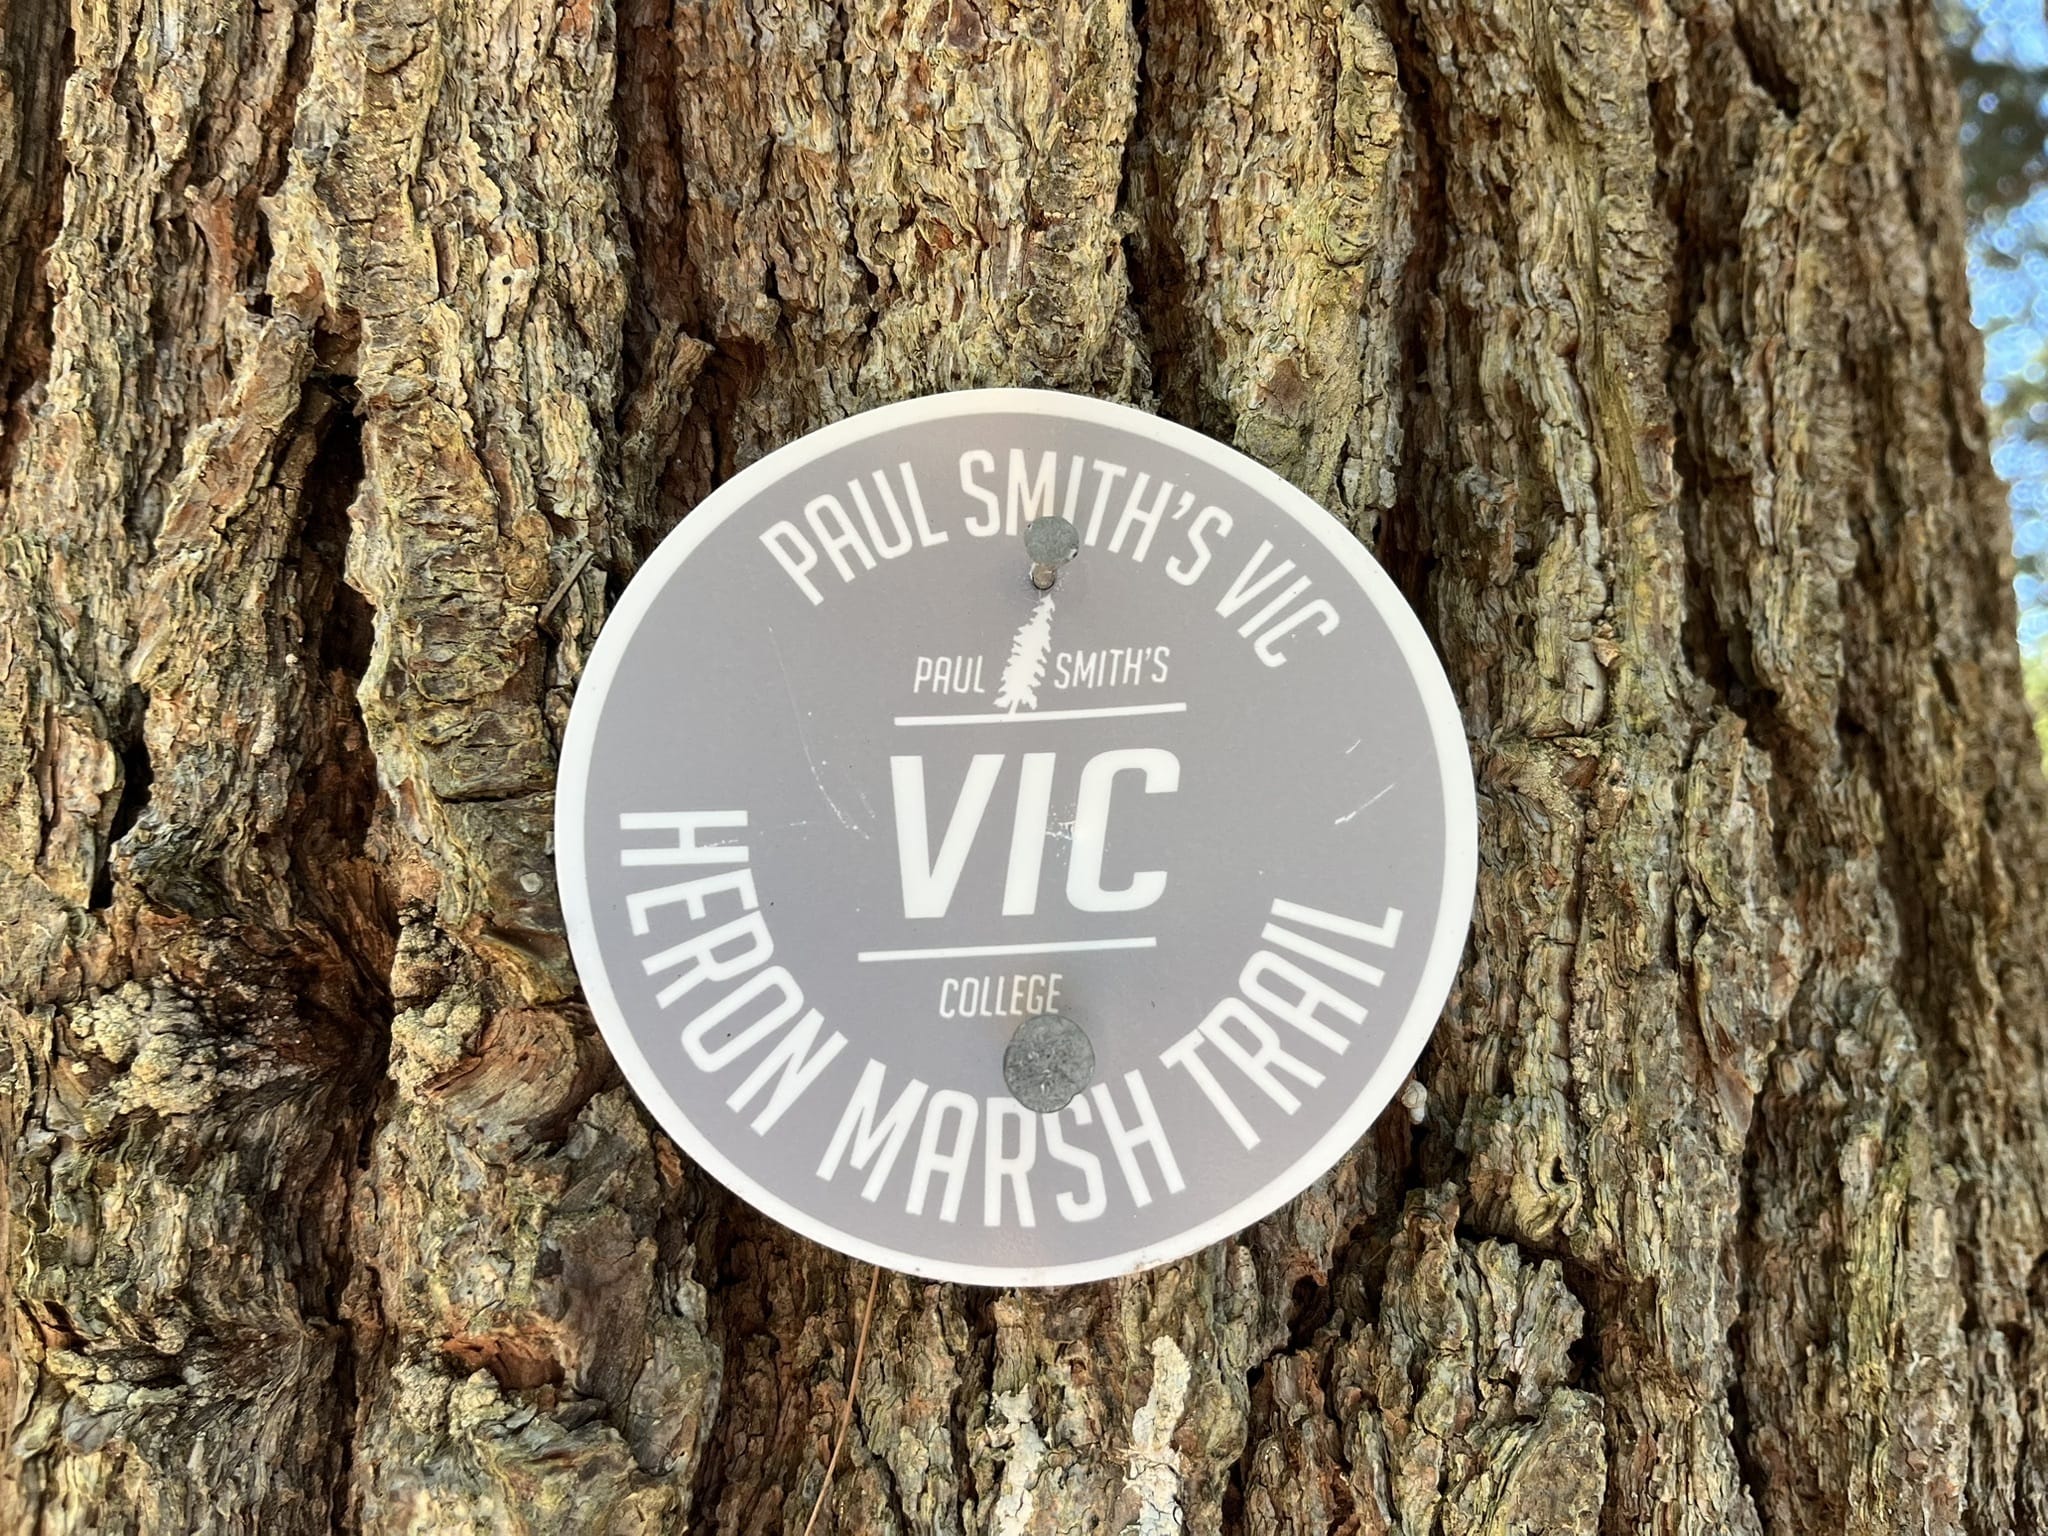 PAUL SMITH'S VIC
PAUL SMITH'S
VIC
COLLEGE
HERON MARSH TRAIL